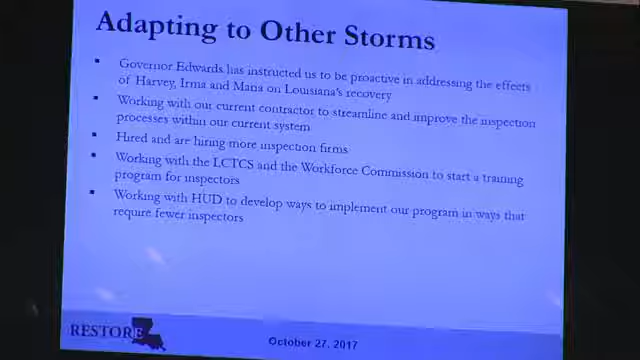 Adapting to Other Storms
▪ Governor Edwards has instructed us to be proactive in addressing the effects
of Harvey, Irma and Maria on Louisiana's recovery
▪ Working with our current contractor to streamline and improve the inspection
processes within our current system
▪ Hired and are hiring more inspection firms
▪ Working with the LCTCS and the Workforce Commission to start a training
program for inspectors
▪ Working with HUD to develop ways to implement our program in ways that
require fewer inspectors
RESTORE
October 27, 2017